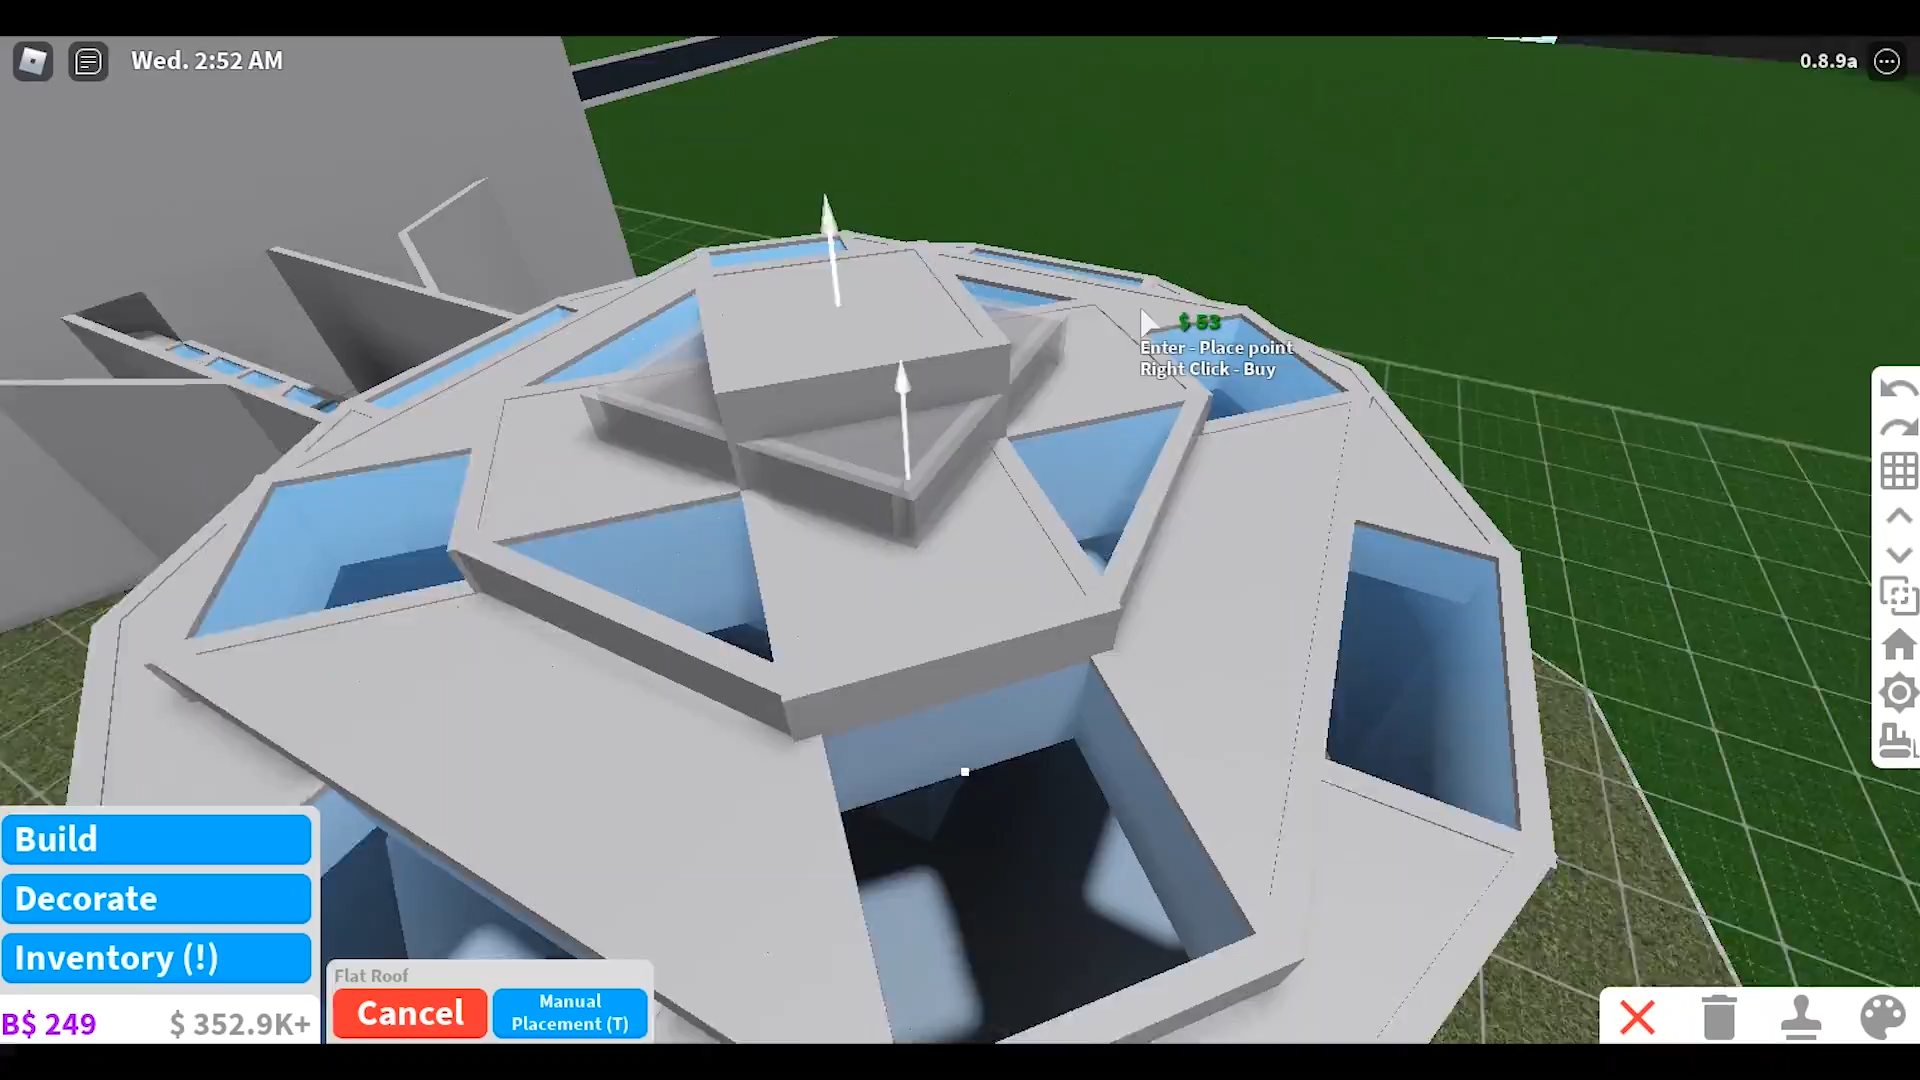 Wed. 2:52 AM
0.8.9a
$ 53
Enter - Place point
Right Click - Buy
Build
Decorate
Inventory (!)
B$ 249
$ 352.9K+
Flat Roof
Cancel
Manual
Placement (T)